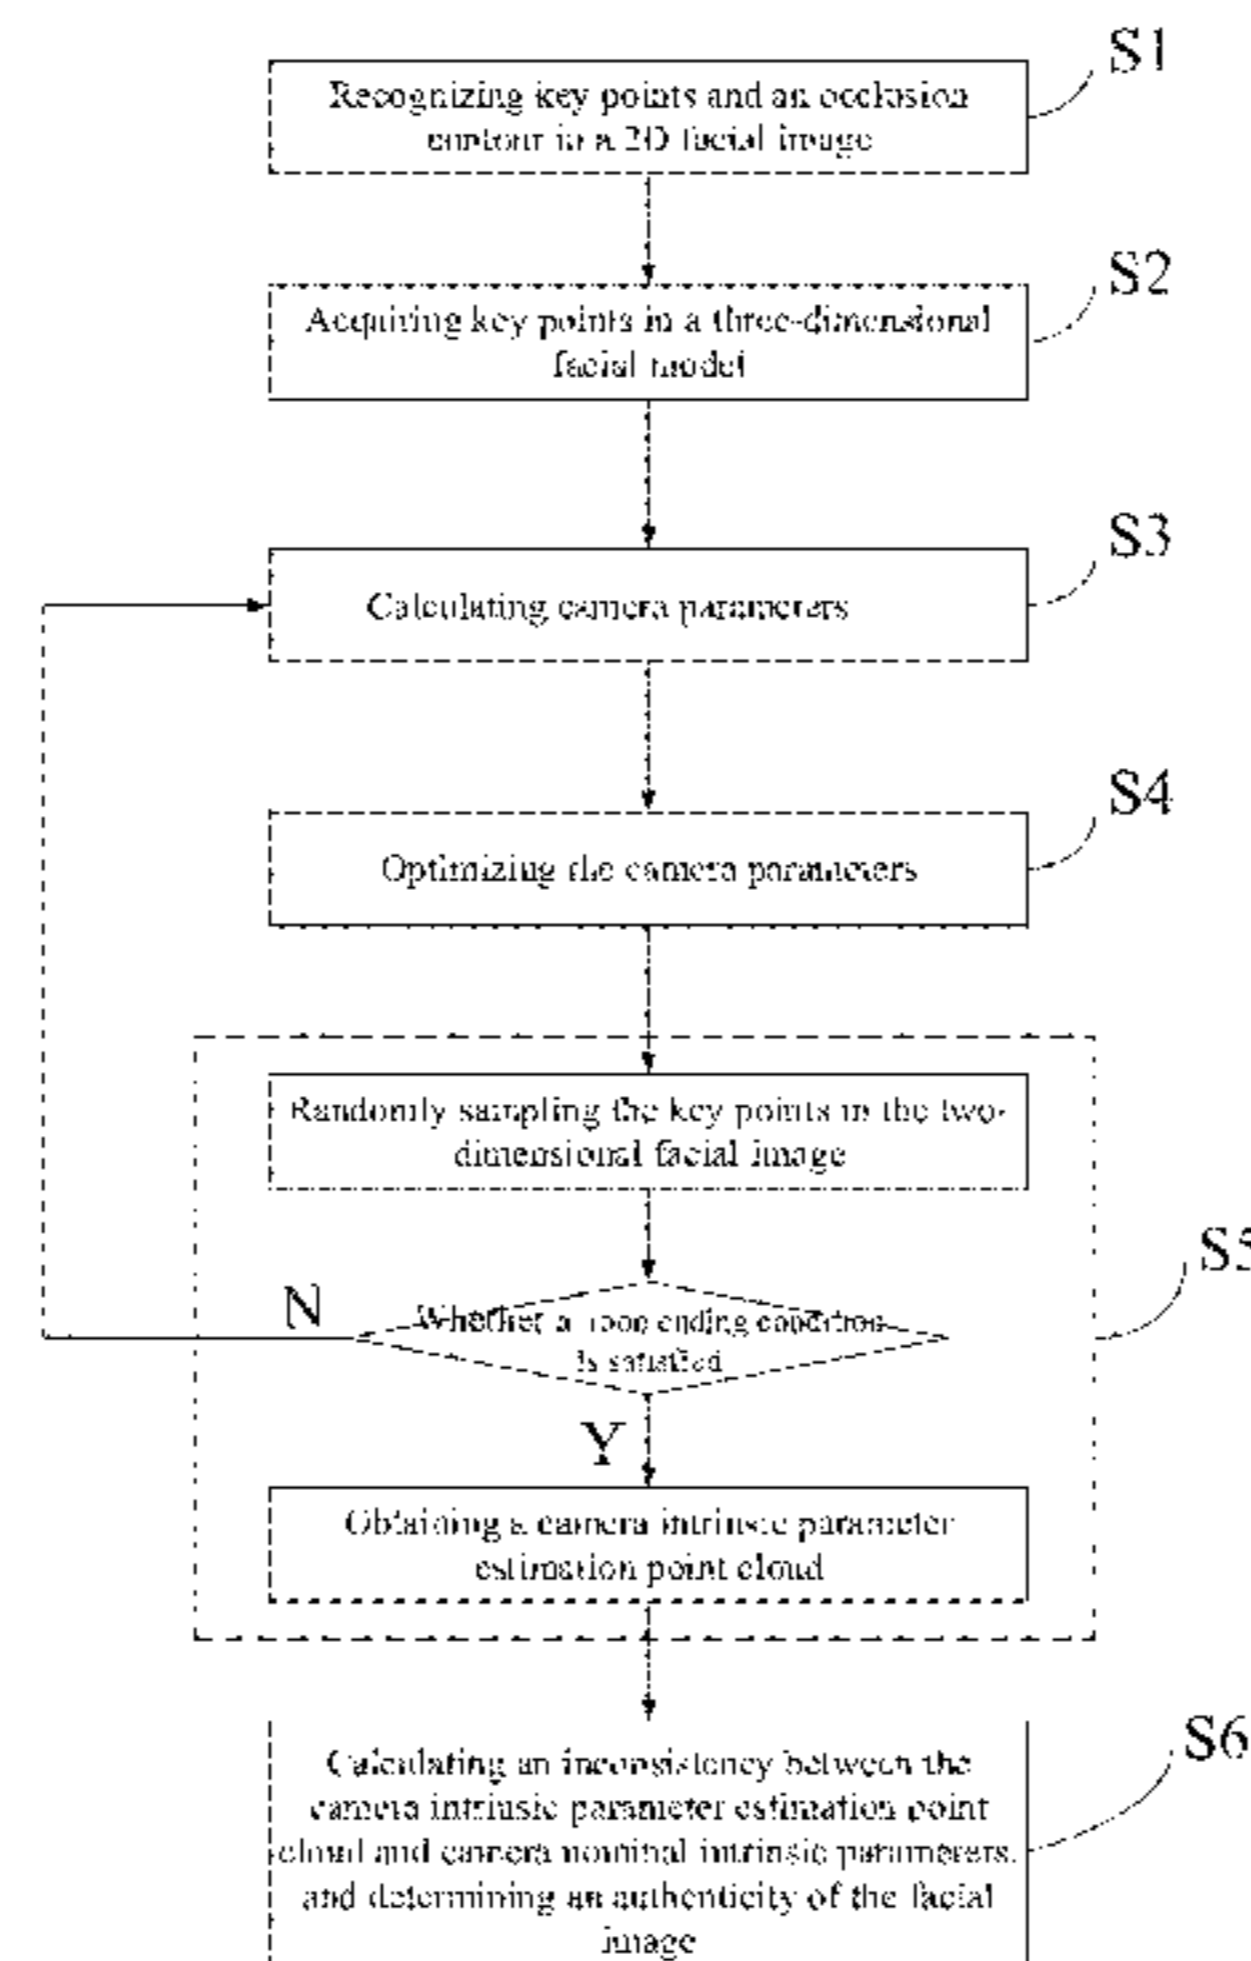 S1
Recognizing key points and an occlusion
contour in a 2D facial image
S2
Acquiring key points in a three-dimensional
facial model
S3
Calculating camera parameters
S4
Optimizing the camera parameters
Randomly sampling the key points in the two-
dimensional facial image
S5
N
Whether a loop ending condition
is satisfied
Y
Obtaining a camera intrinsic parameter
estimation point cloud
S6
Calculating an inconsistency between the
camera intrinsic parameter estimation point
cloud and camera nominal intrinsic parameters,
and determining an authenticity of the facial
image